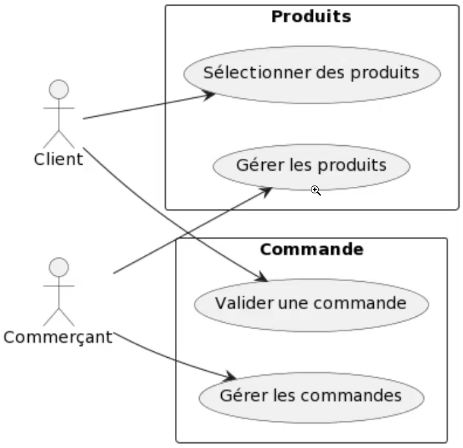 Produits
Sélectionner des produits
Client
Gérer les produits
Commande
Valider une commande
Commerçant
Gérer les commandes